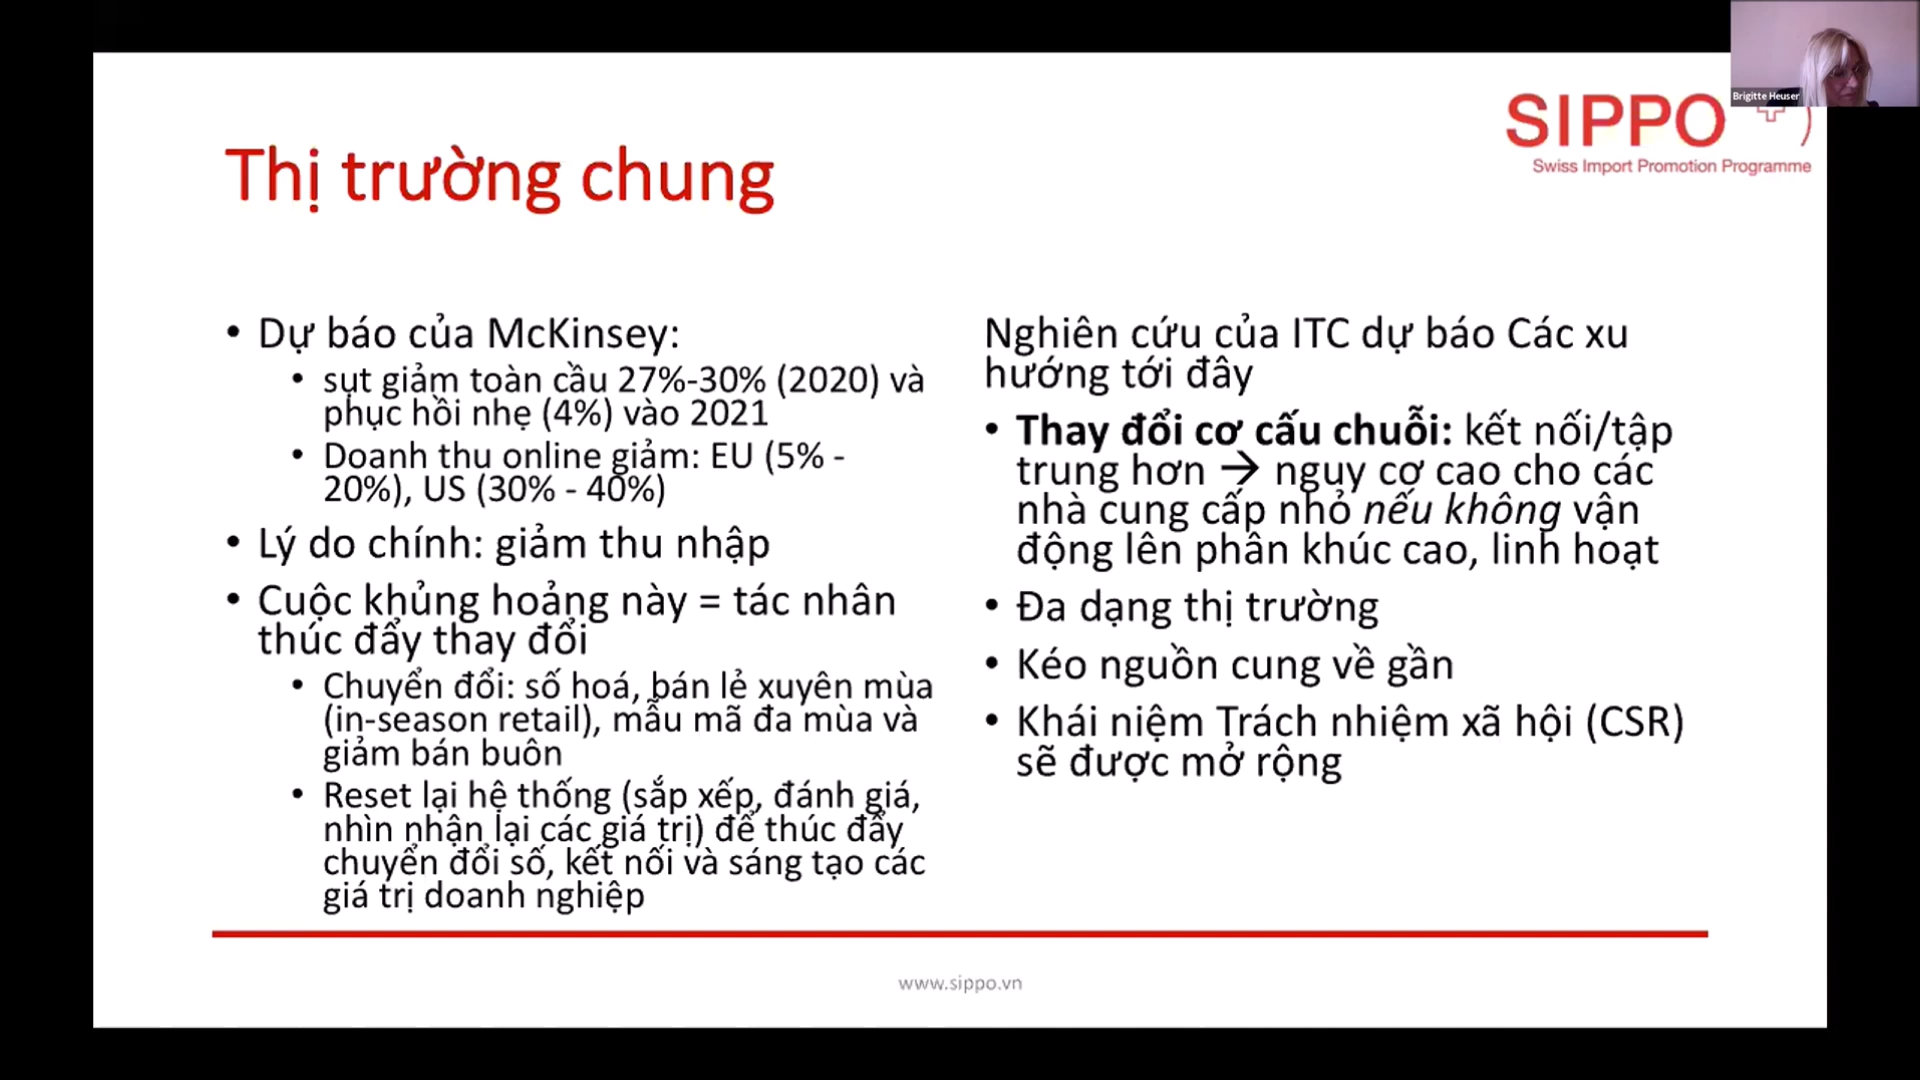 Brigitte Heuser
SIPPO
Swiss Import Promotion Programme
Thị trường chung
• Dự báo của McKinsey:
• sụt giảm toàn cầu 27%-30% (2020) và
phục hồi nhẹ (4%) vào 2021
• Doanh thu online giảm: EU (5% -
20%), US (30% - 40%)
• Lý do chính: giảm thu nhập
• Cuộc khủng hoảng này = tác nhân
thúc đẩy thay đổi
• Chuyển đổi: số hoá, bán lẻ xuyên mùa
(in-season retail), mẫu mã đa mùa và
giảm bán buôn
• Reset lại hệ thống (sắp xếp, đánh giá,
nhìn nhận lại các giá trị) để thúc đẩy
chuyển đổi số, kết nối và sáng tạo các
giá trị doanh nghiệp
Nghiên cứu của ITC dự báo Các xu
hướng tới đây
• Thay đổi cơ cấu chuỗi: kết nối/tập
trung hơn → nguy cơ cao cho các
nhà cung cấp nhỏ nếu không vận
động lên phân khúc cao, linh hoạt
• Đa dạng thị trường
• Kéo nguồn cung về gần
• Khái niệm Trách nhiệm xã hội (CSR)
sẽ được mở rộng
www.sippo.vn